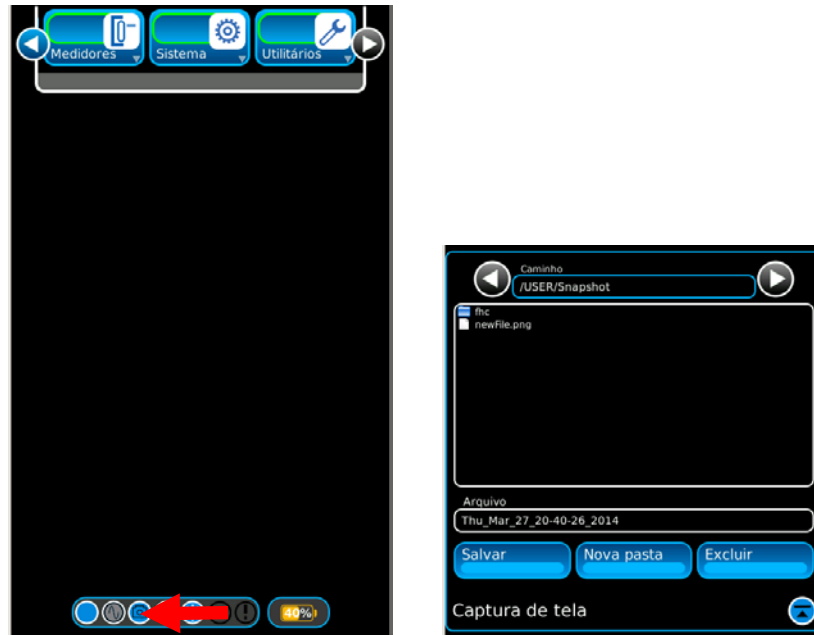 Medidores
Sistema
Utilitários
40%
Caminho
/USER/Snapshot
fhc
newFile.png
Arquivo
Thu_Mar_27_20-40-26_2014
Salvar
Nova pasta
Excluir
Captura de tela